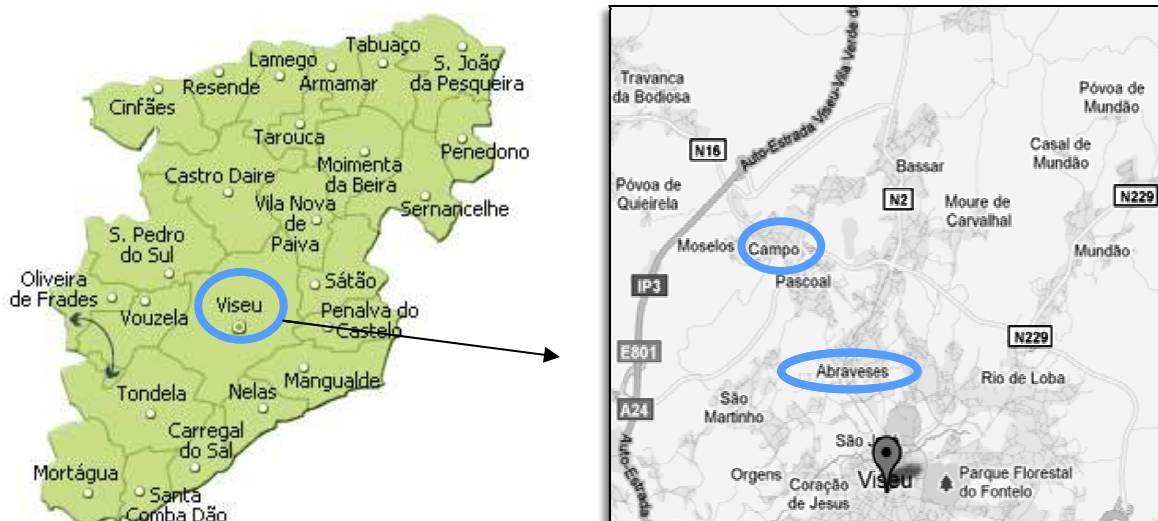 Tabuaço
Lamego
S. João
da Pesqueira
Resende
Armamar
Cinfães
Tarouca
Penedono
Moimenta
da Beira
Castro Daire
Vila Nova
de
Paiva
Sernancelhe
S. Pedro
do Sul
Oliveira
de Frades
Sátão
Viseu
Vouzela
Penalva do
Castelo
Mangualde
Tondela
Nelas
Carregal
do Sal
Mortágua
Santa
Comba Dão
Auto-Estrada Viseu-Vila Verde da
Travanca
da Bodiosa
Póvoa de
Mundão
N16
Casal de
Mundão
Bassar
Póvoa de
Quieirela
N2
Moure de
Carvalhal
N229
Moselos
Campo
Mundão
Pascoal
IP3
N229
E801
Abraveses
Rio de Loba
São
Martinho
A24
São
Auto-Estrada
Orgens
Coração
de Jesus
Viseu
Parque Florestal
do Fontelo